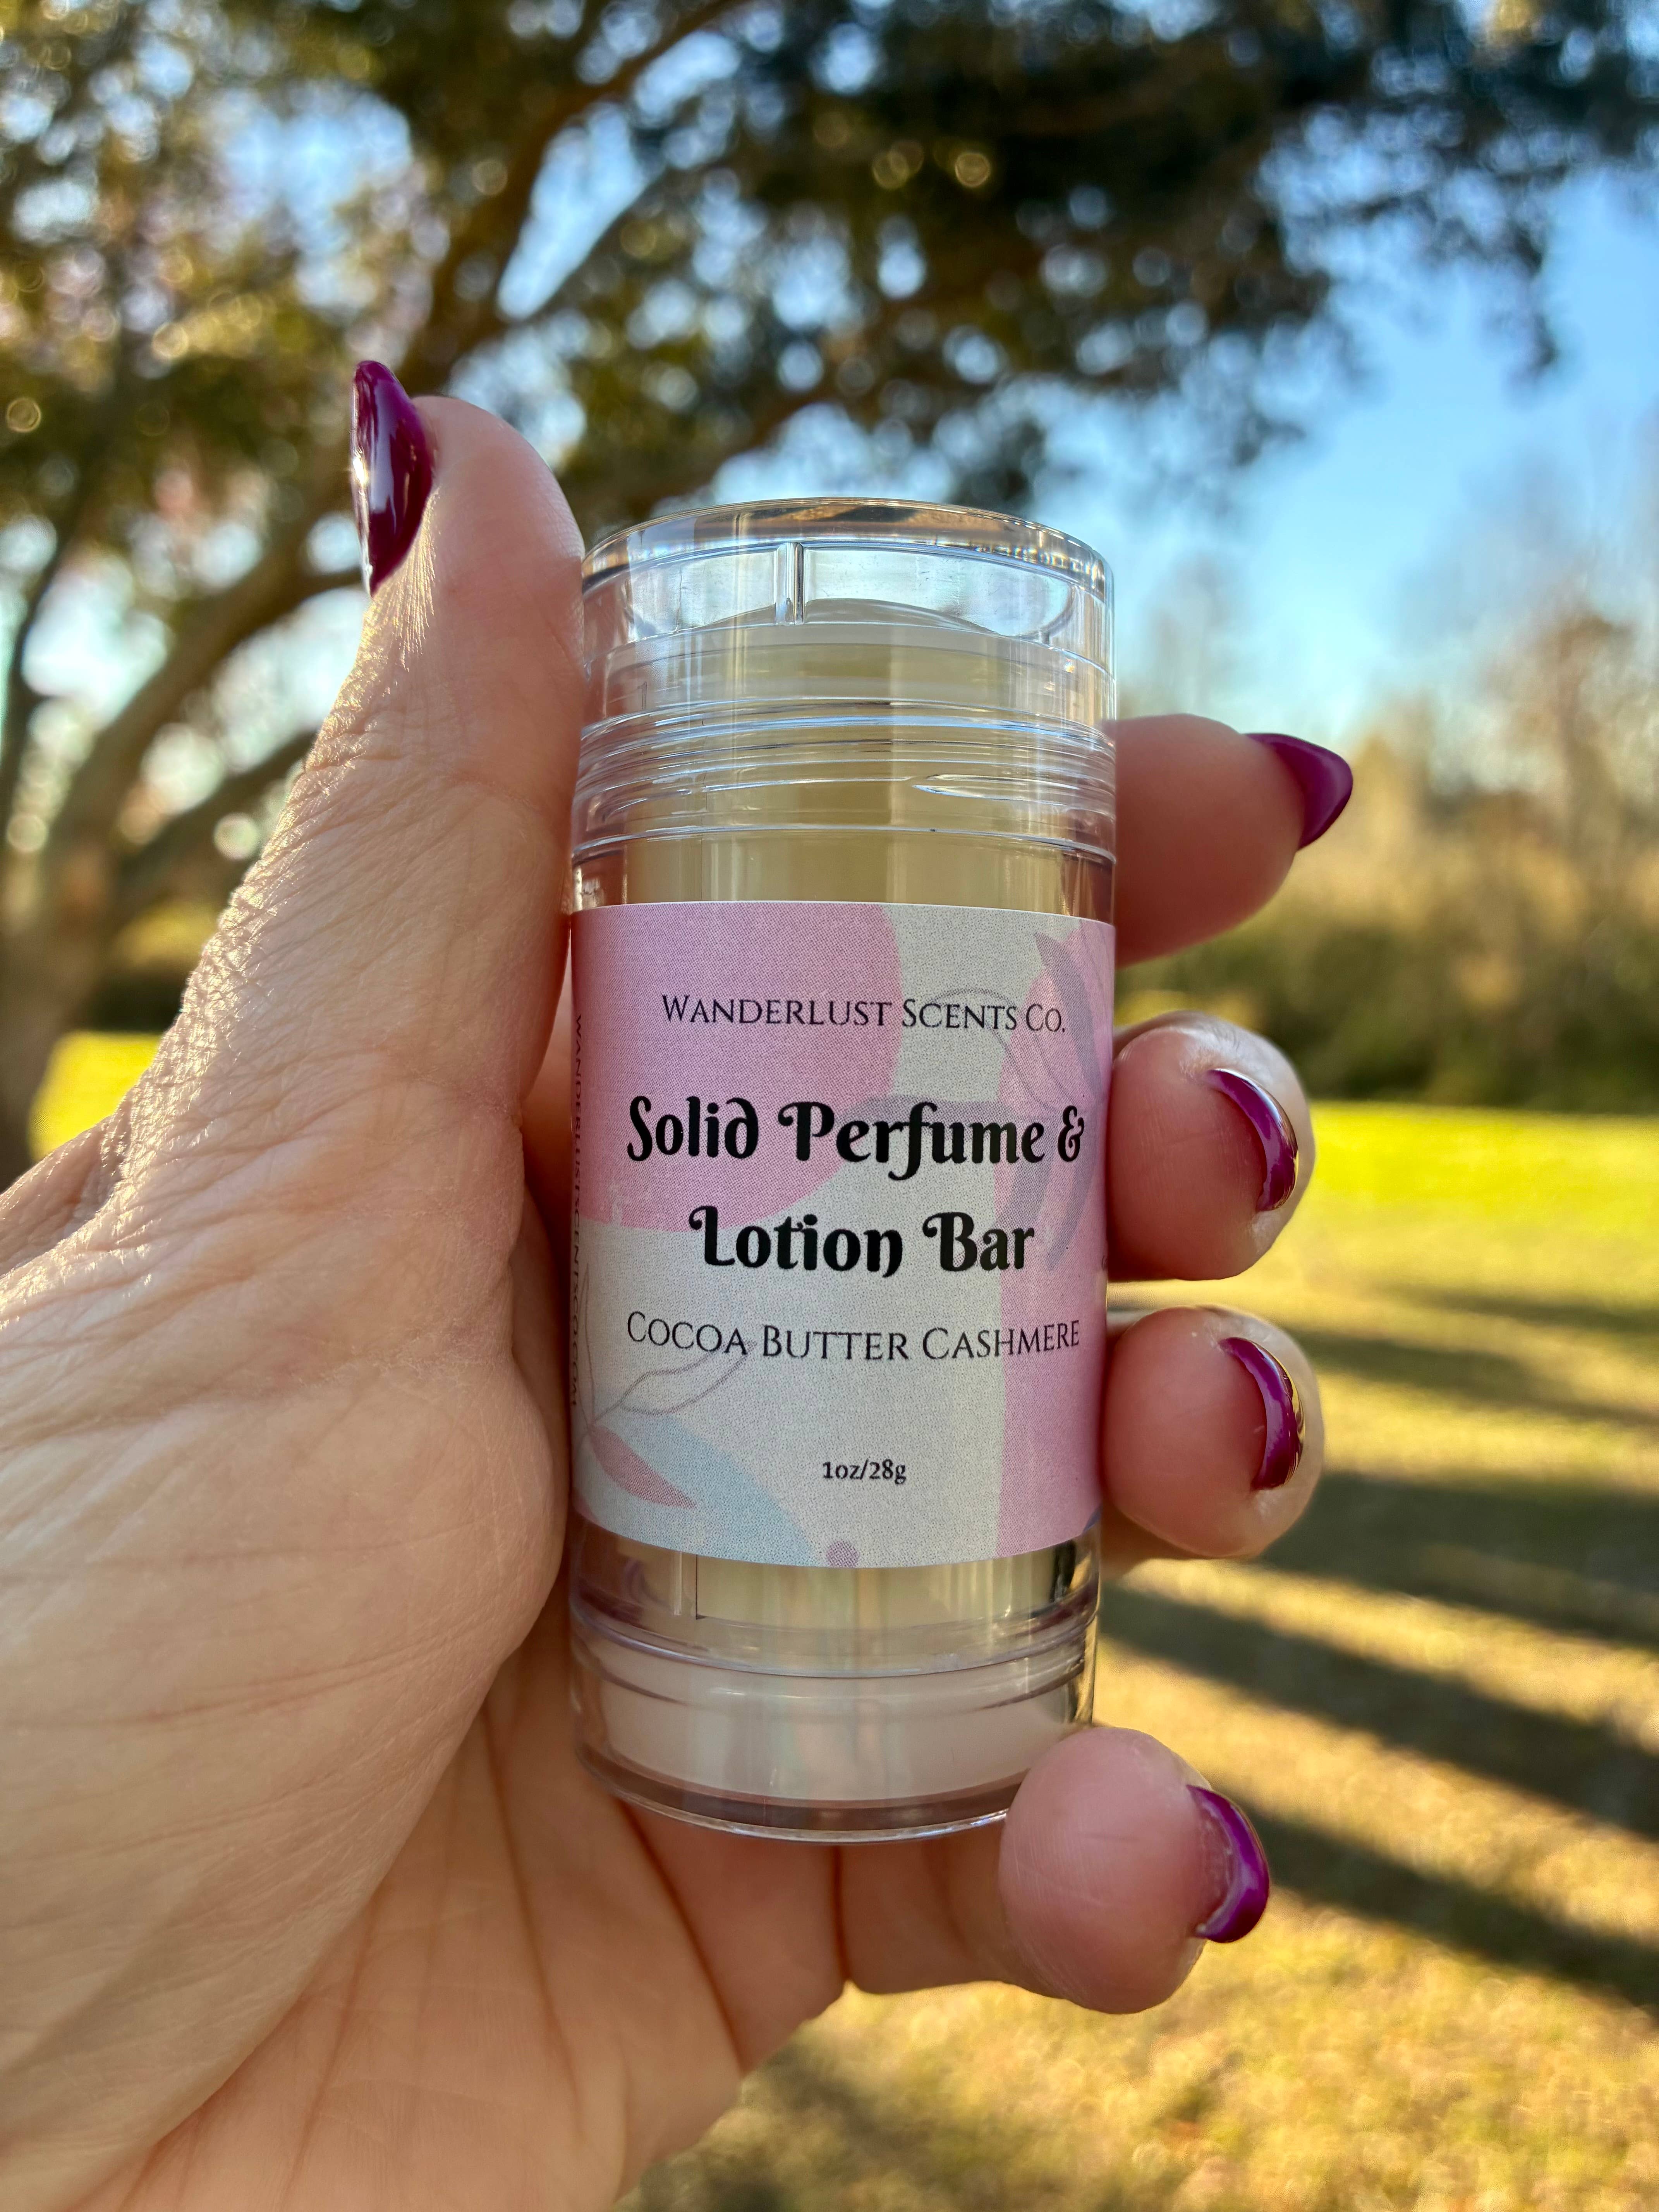 Wanderlust Scents Co.
Solid Perfume &
Lotion Bar
Cocoa Butter Cashmere
1oz/28g